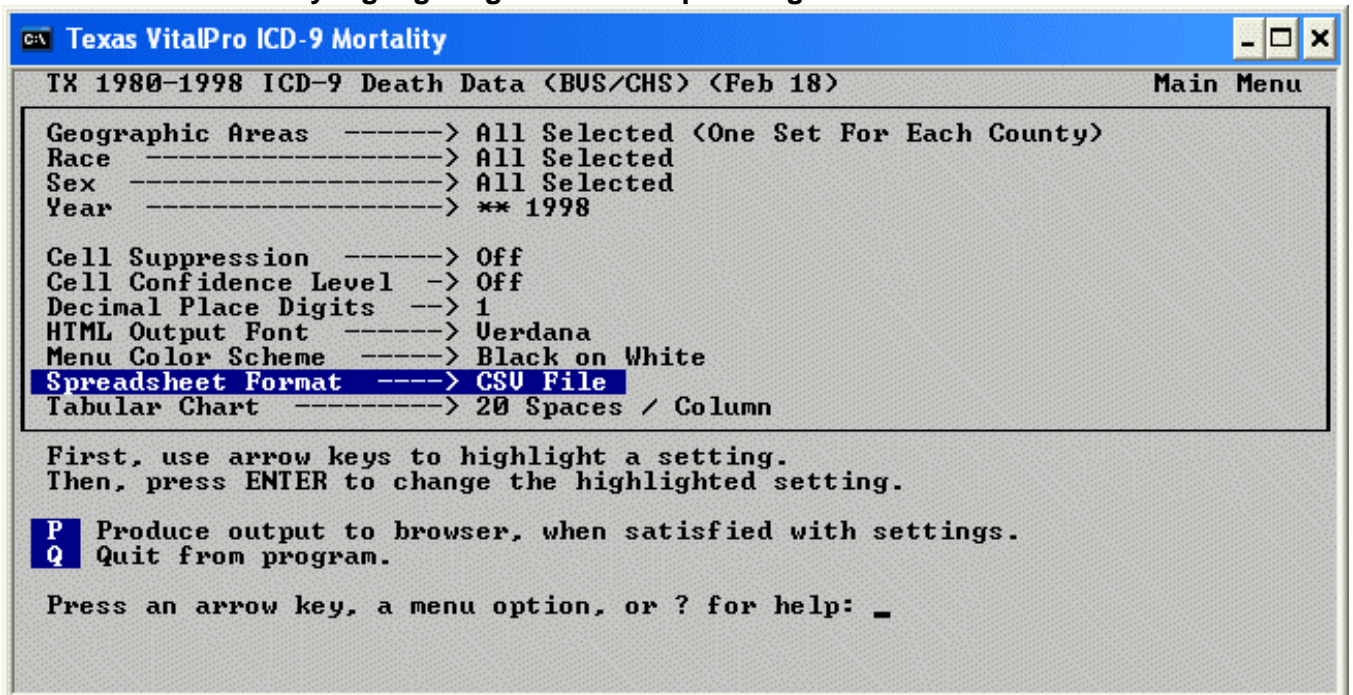 Texas VitalPro ICD-9 Mortality
TX 1980-1998 ICD-9 Death Data (BVS/CHS) (Feb 18) Main Menu
Geographic Areas ------> All Selected (One Set For Each County)
Race ------------------> All Selected
Sex -------------------> All Selected
Year ------------------> ** 1998
Cell Suppression ------> Off
Cell Confidence Level -> Off
Decimal Place Digits --> 1
HTML Output Font ------> Verdana
Menu Color Scheme -----> Black on White
Spreadsheet Format ----> CSV File
Tabular Chart ---------> 20 Spaces / Column
First, use arrow keys to highlight a setting.
Then, press ENTER to change the highlighted setting.
P Produce output to browser, when satisfied with settings.
Q Quit from program.
Press an arrow key, a menu option, or ? for help: _